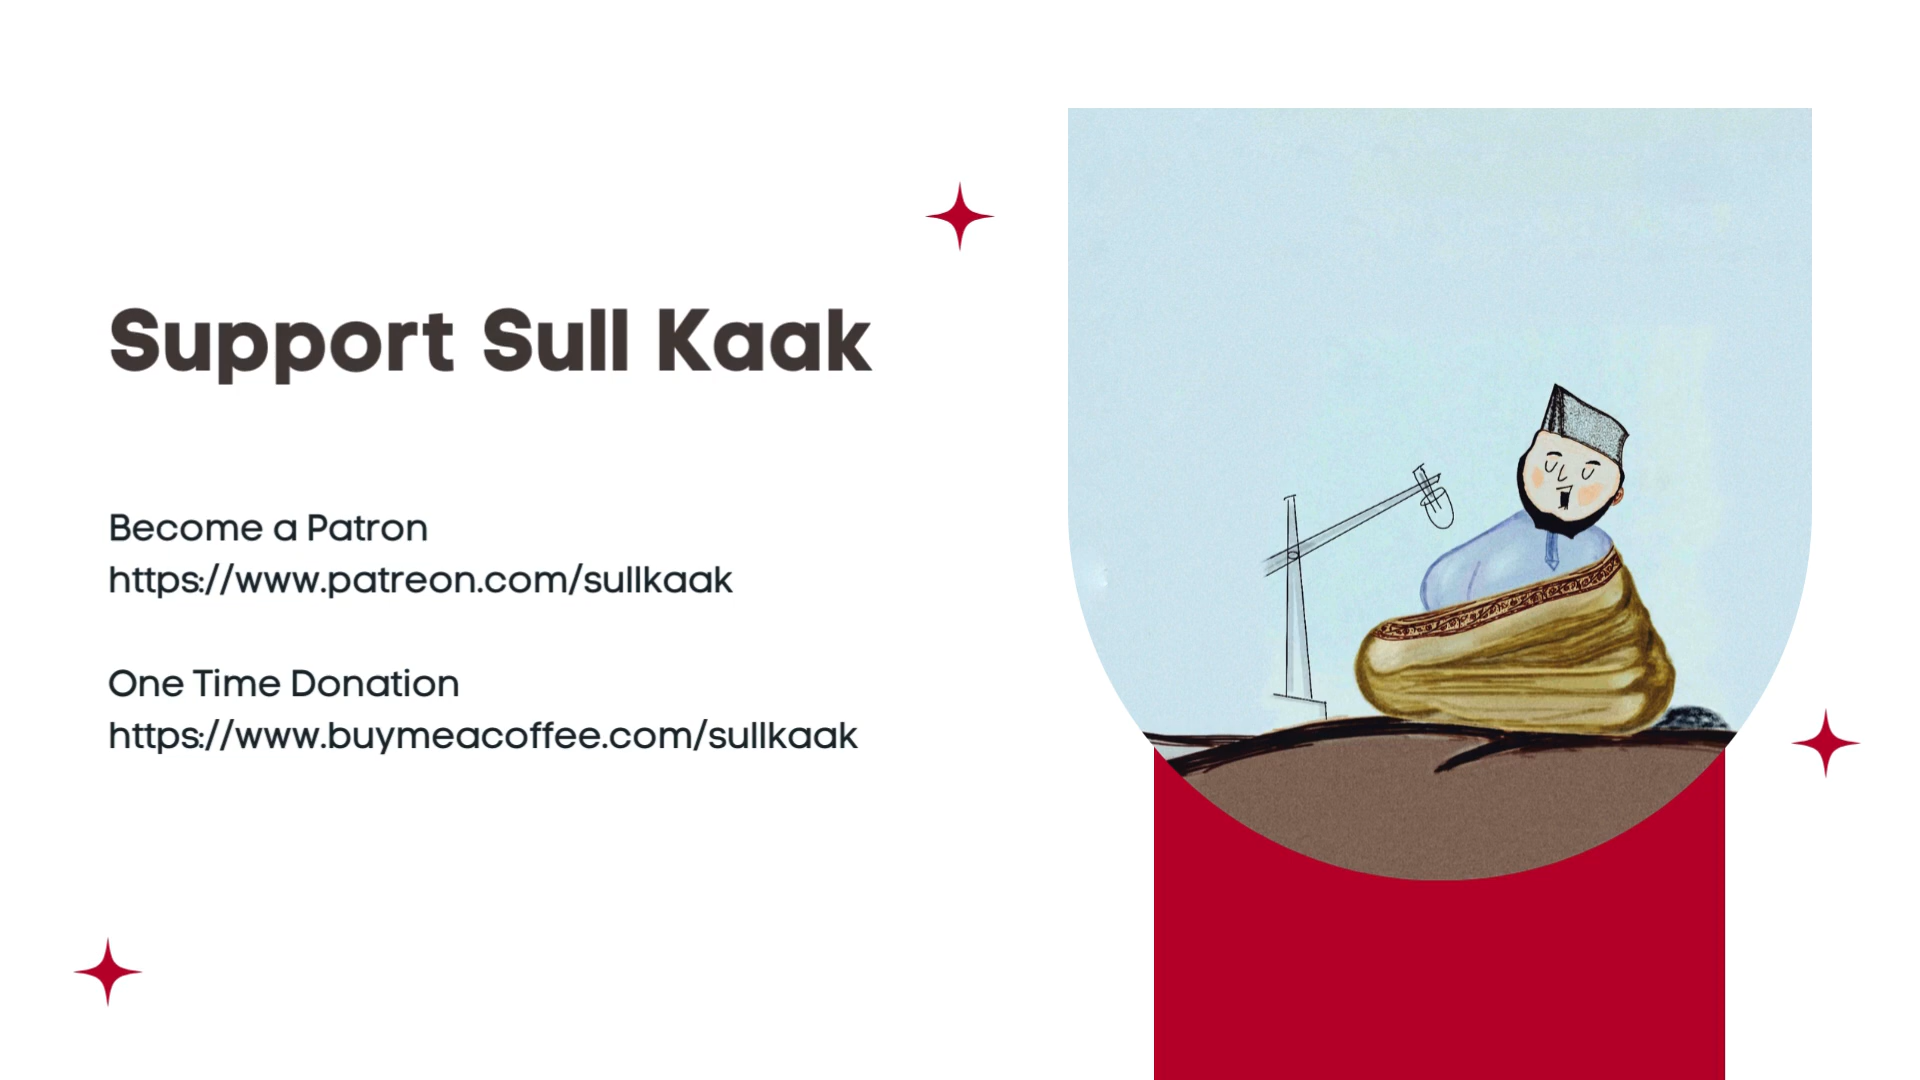 Support Sull Kaak
Become a Patron
https://www.patreon.com/sullkaak
One Time Donation
https://www.buymeacoffee.com/sullkaak